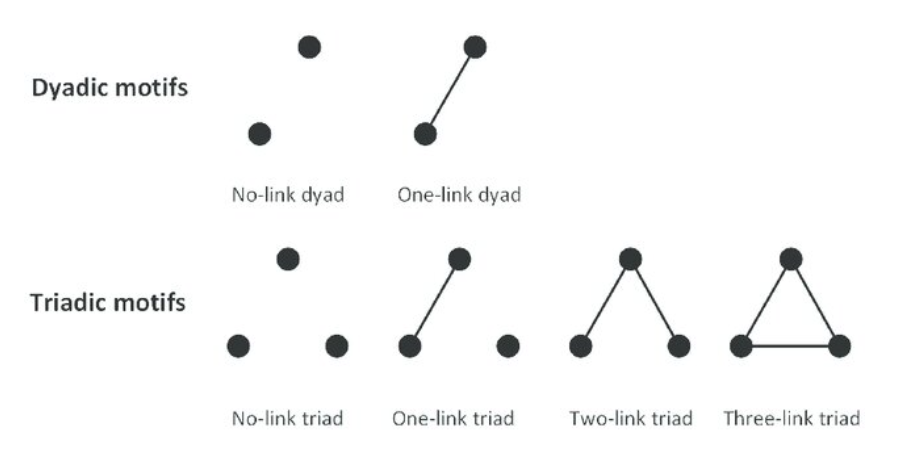 Dyadic motifs
No-link dyad One-link dyad
Triadic motifs
No-link triad One-link triad Two-link triad Three-link triad